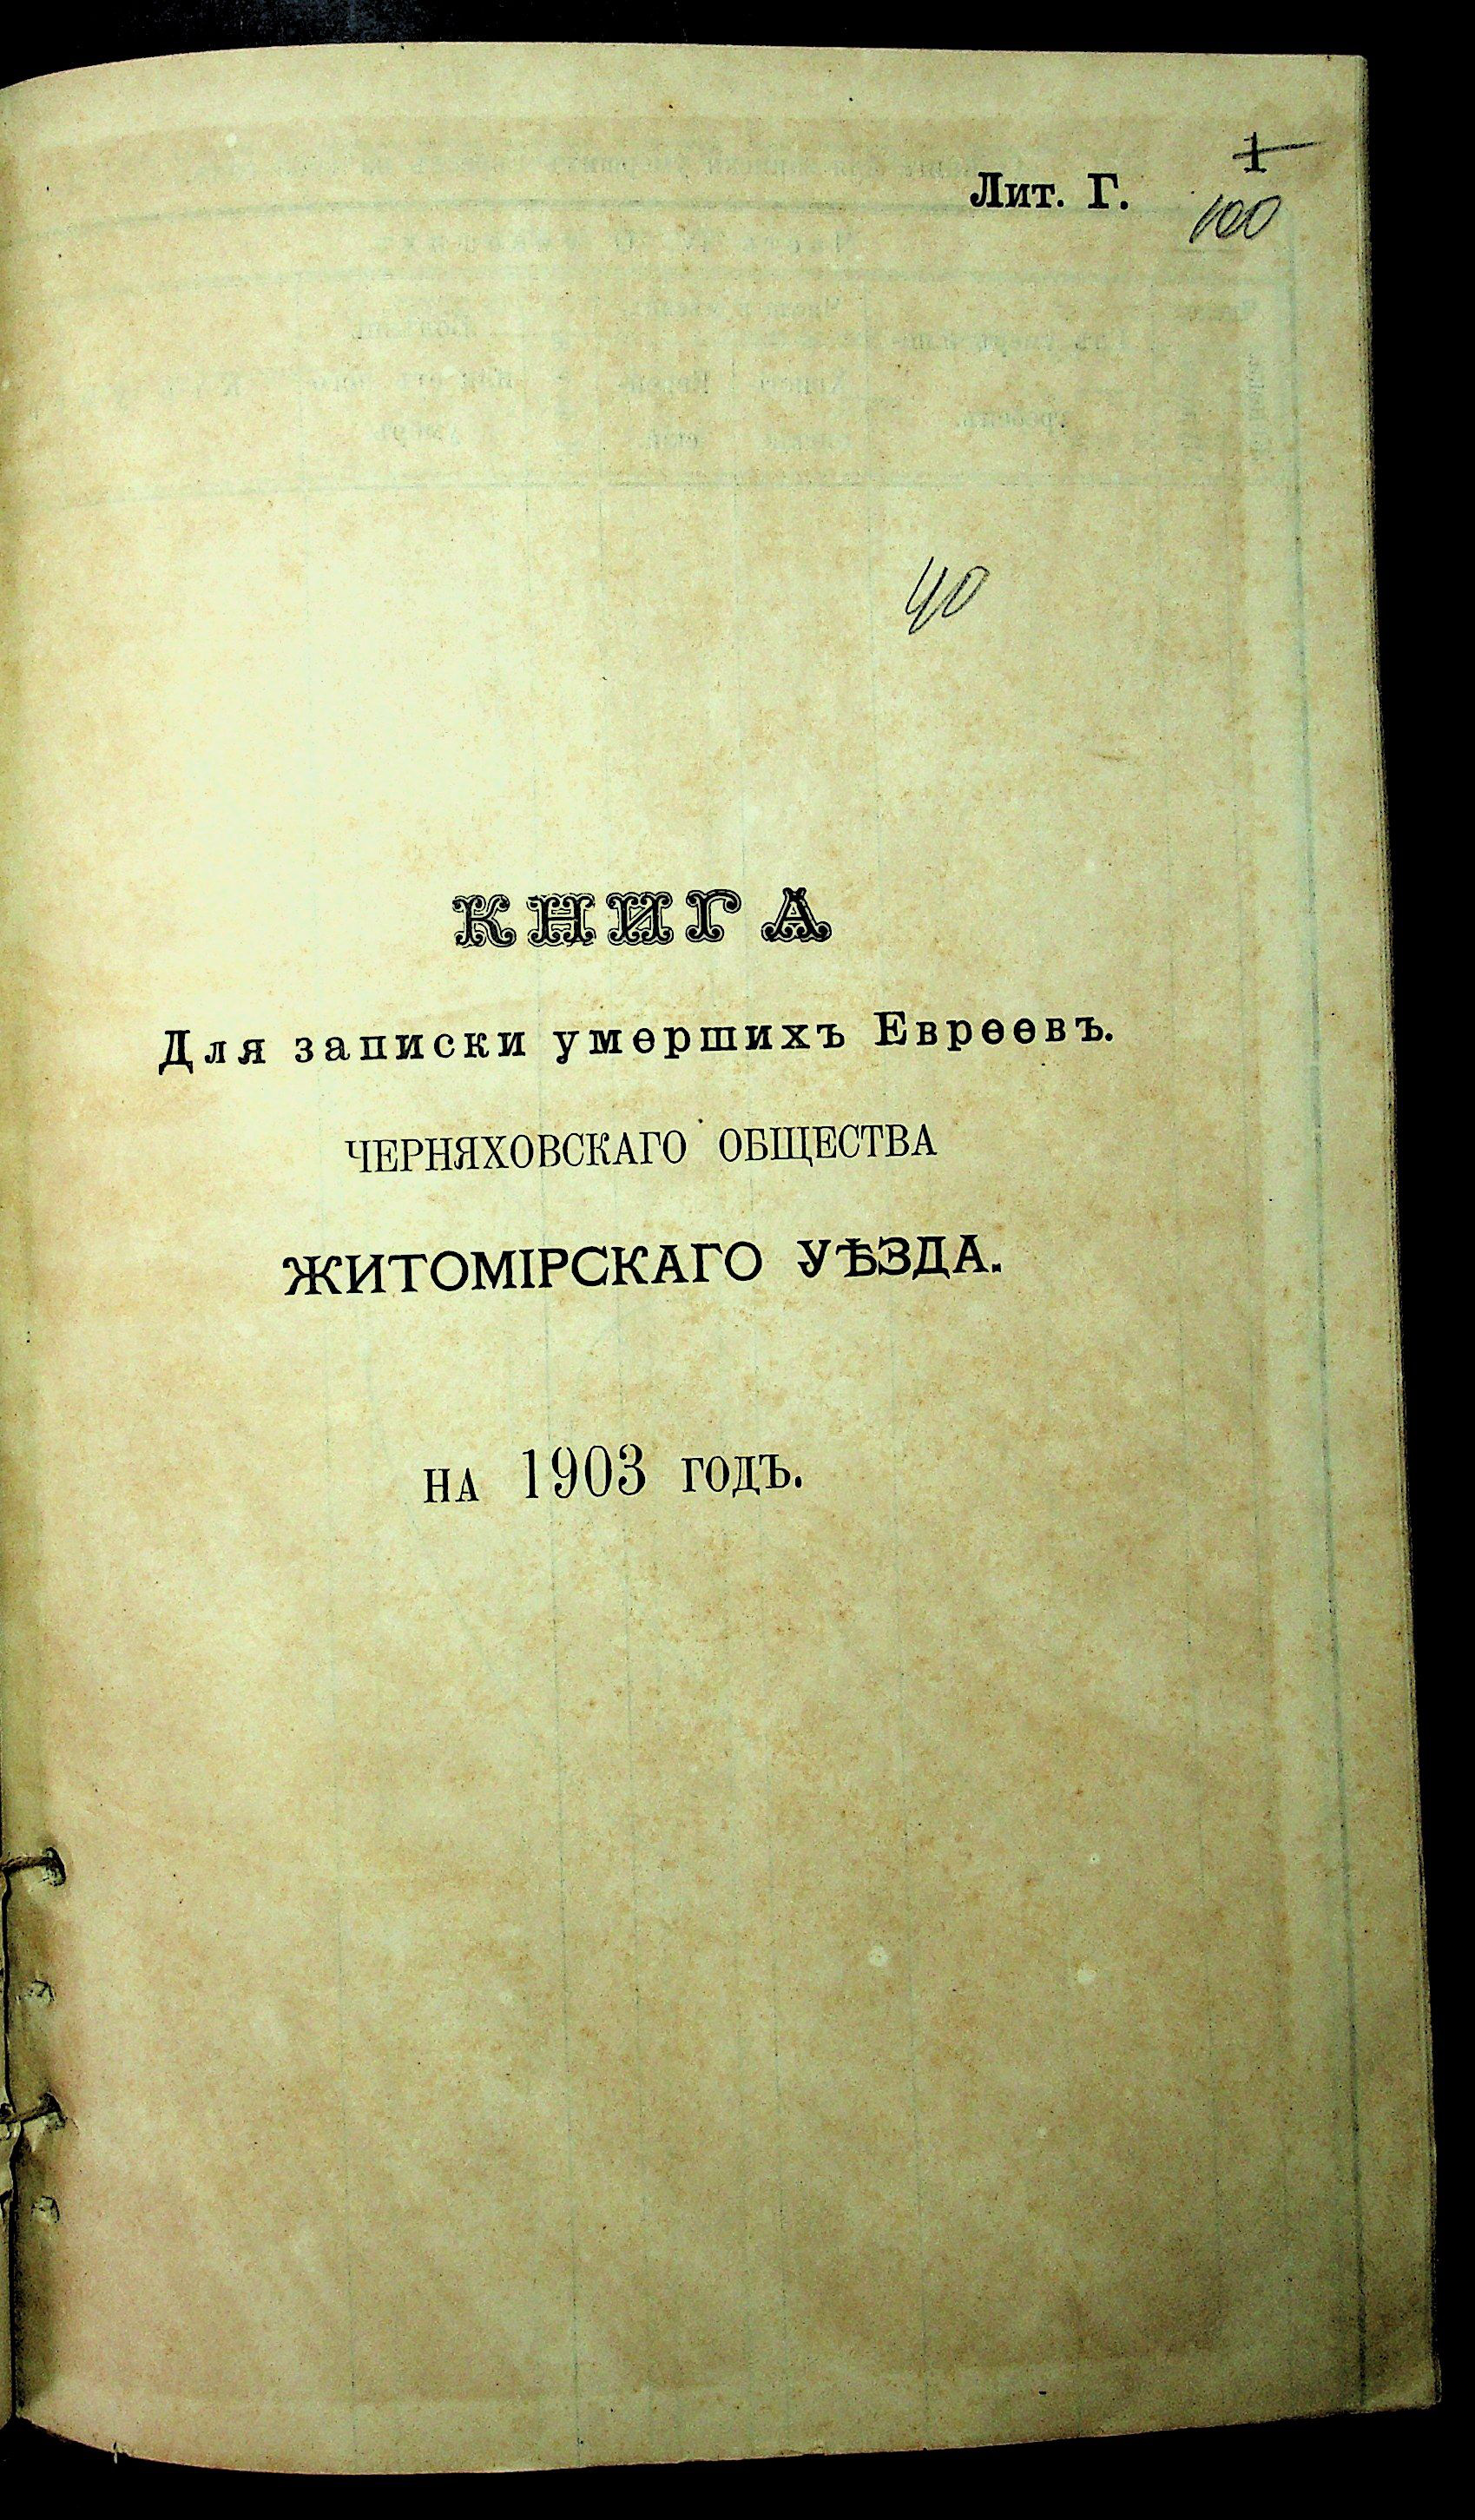 Лит. Г.
1
100
40
КНИГА
Для записки умершихъ Евреевъ.
ЧЕРНЯХОВСКАГО ОБЩЕСТВА
ЖИТОМІРСКАГО УѢЗДА.
НА 1903 ГОДЪ.